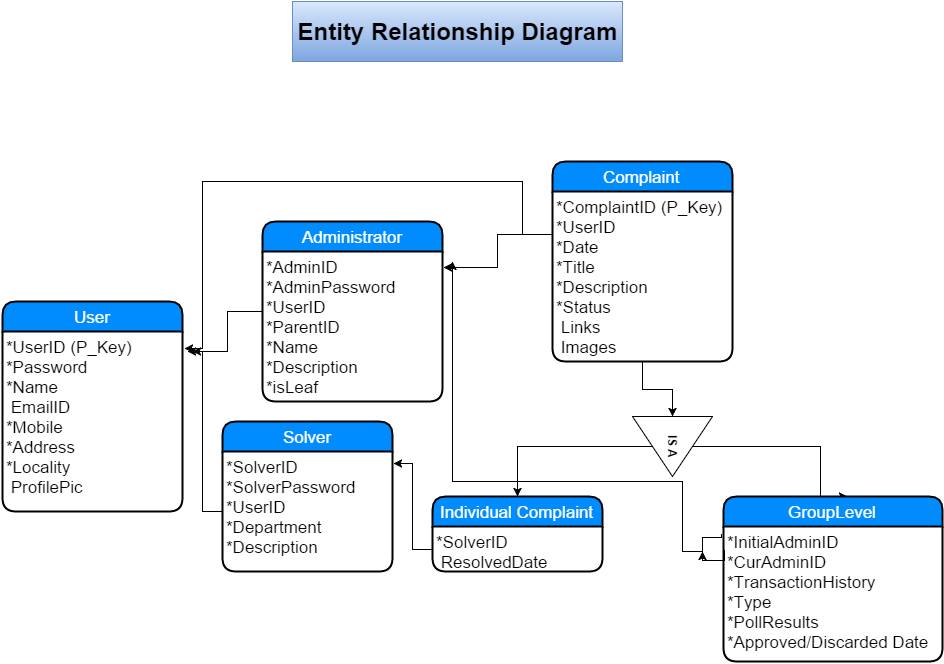 Entity Relationship Diagram
Complaint
*ComplaintID (P_Key)
*UserID
*Date
*Title
*Description
*Status
Links
Images
Administrator
*AdminID
*AdminPassword
*UserID
*ParentID
*Name
*Description
*isLeaf
User
*UserID (P_Key)
*Password
*Name
EmailID
*Mobile
*Address
*Locality
ProfilePic
Solver
*SolverID
*SolverPassword
*UserID
*Department
*Description
IS A
Individual Complaint
*SolverID
ResolvedDate
GroupLevel
*InitialAdminID
*CurAdminID
*TransactionHistory
*Type
*PollResults
*Approved/Discarded Date